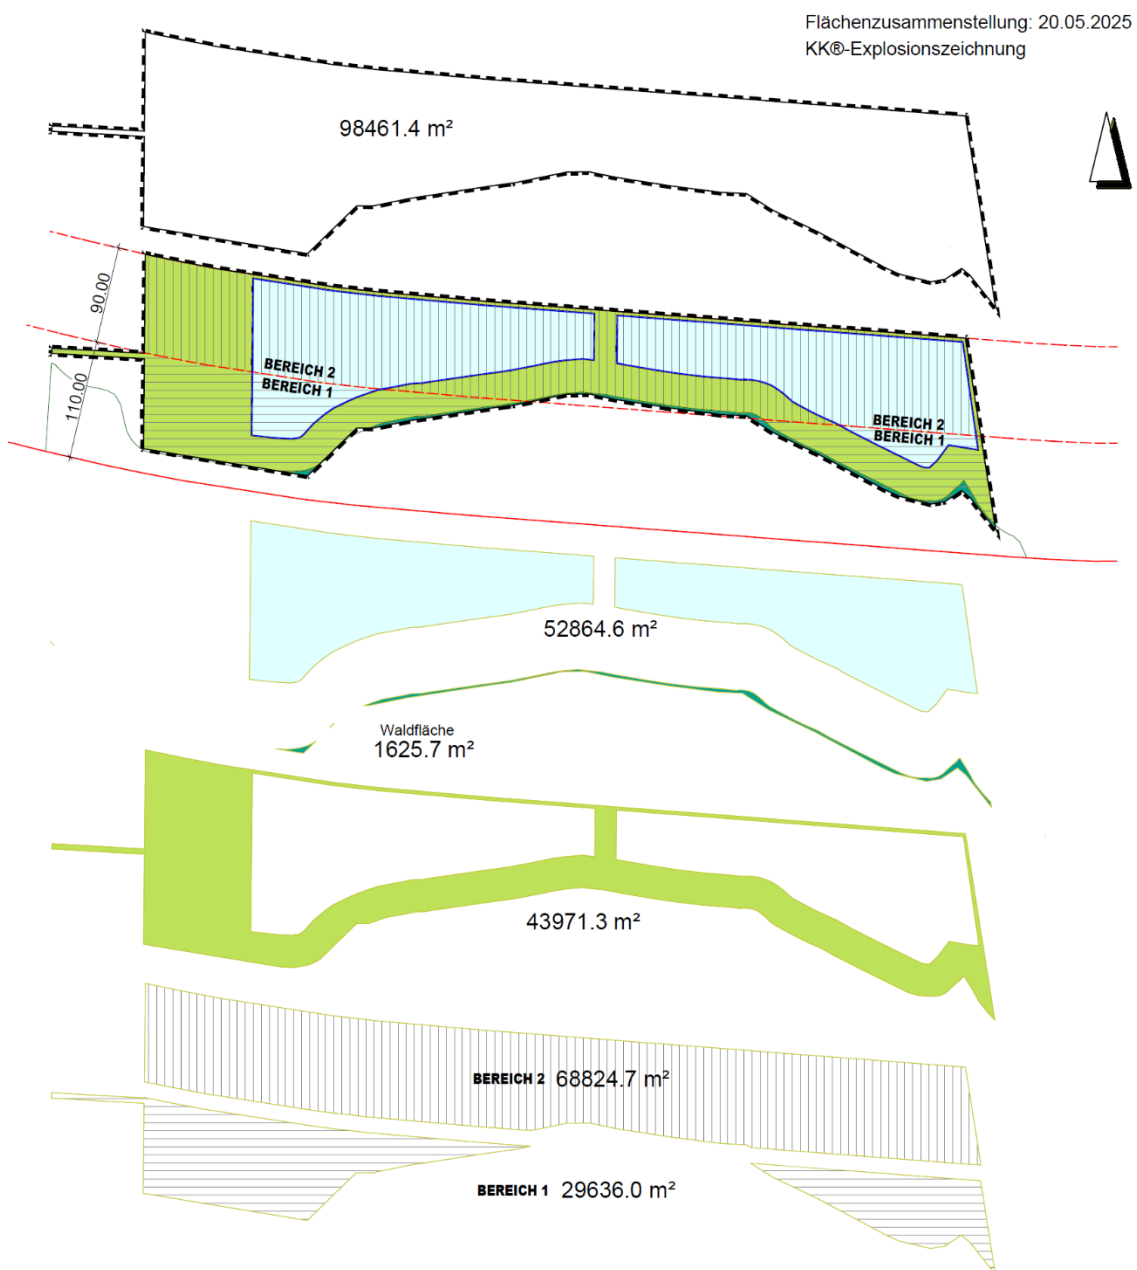 Flächenzusammenstellung: 20.05.2025
KK®-Explosionszeichnung
98461.4 m²
90.00
110.00
BEREICH 2
BEREICH 1
BEREICH 2
BEREICH 1
52864.6 m²
Waldfläche
1625.7 m²
43971.3 m²
BEREICH 2 68824.7 m²
BEREICH 1 29636.0 m²